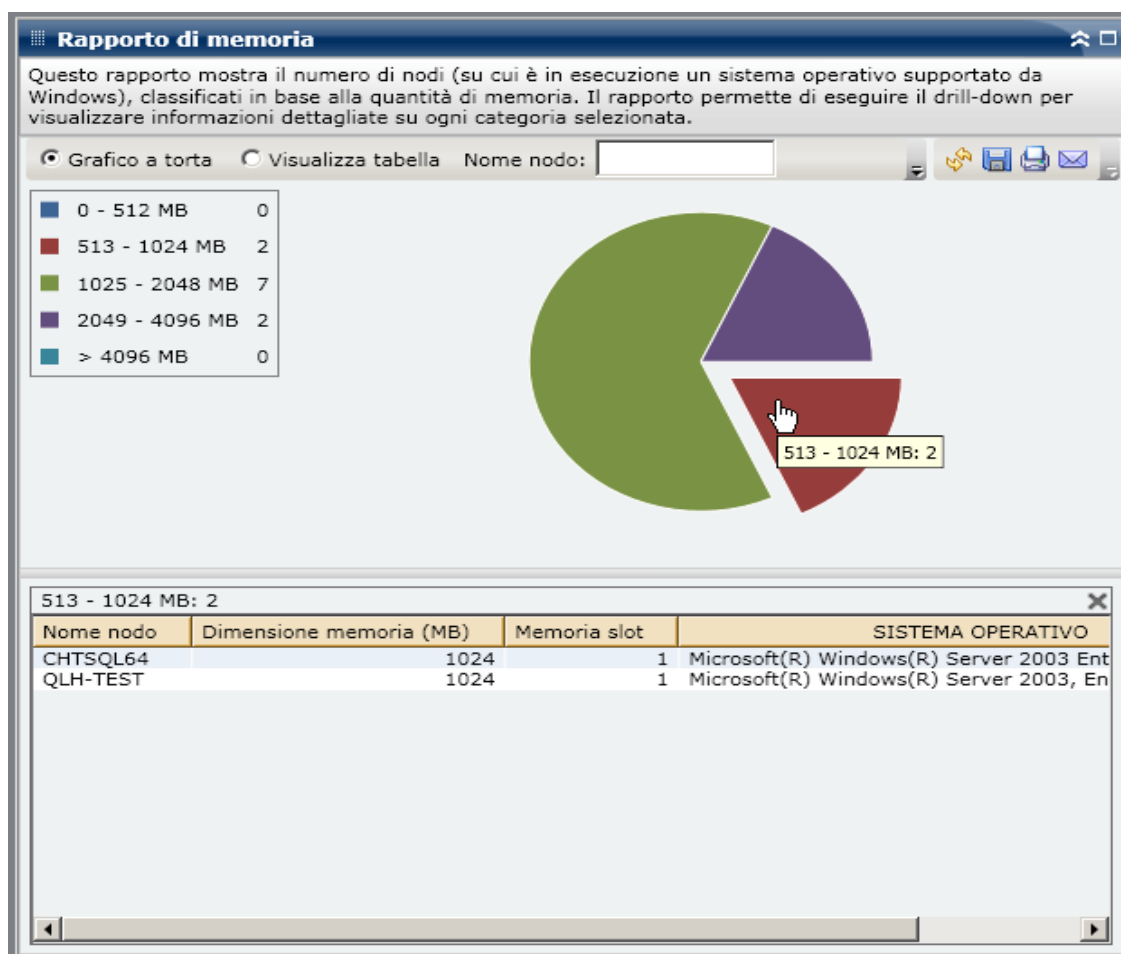 Rapporto di memoria
Questo rapporto mostra il numero di nodi (su cui è in esecuzione un sistema operativo supportato da
Windows), classificati in base alla quantità di memoria. Il rapporto permette di eseguire il drill-down per
visualizzare informazioni dettagliate su ogni categoria selezionata.
Grafico a torta Visualizza tabella Nome nodo:
0 - 512 MB 0
513 - 1024 MB 2
1025 - 2048 MB 7
2049 - 4096 MB 2
> 4096 MB 0
513 - 1024 MB: 2
513 - 1024 MB: 2
Nome nodo Dimensione memoria (MB) Memoria slot SISTEMA OPERATIVO
CHTSQL64 1024 1 Microsoft(R) Windows(R) Server 2003 Ent
QLH-TEST 1024 1 Microsoft(R) Windows(R) Server 2003, En